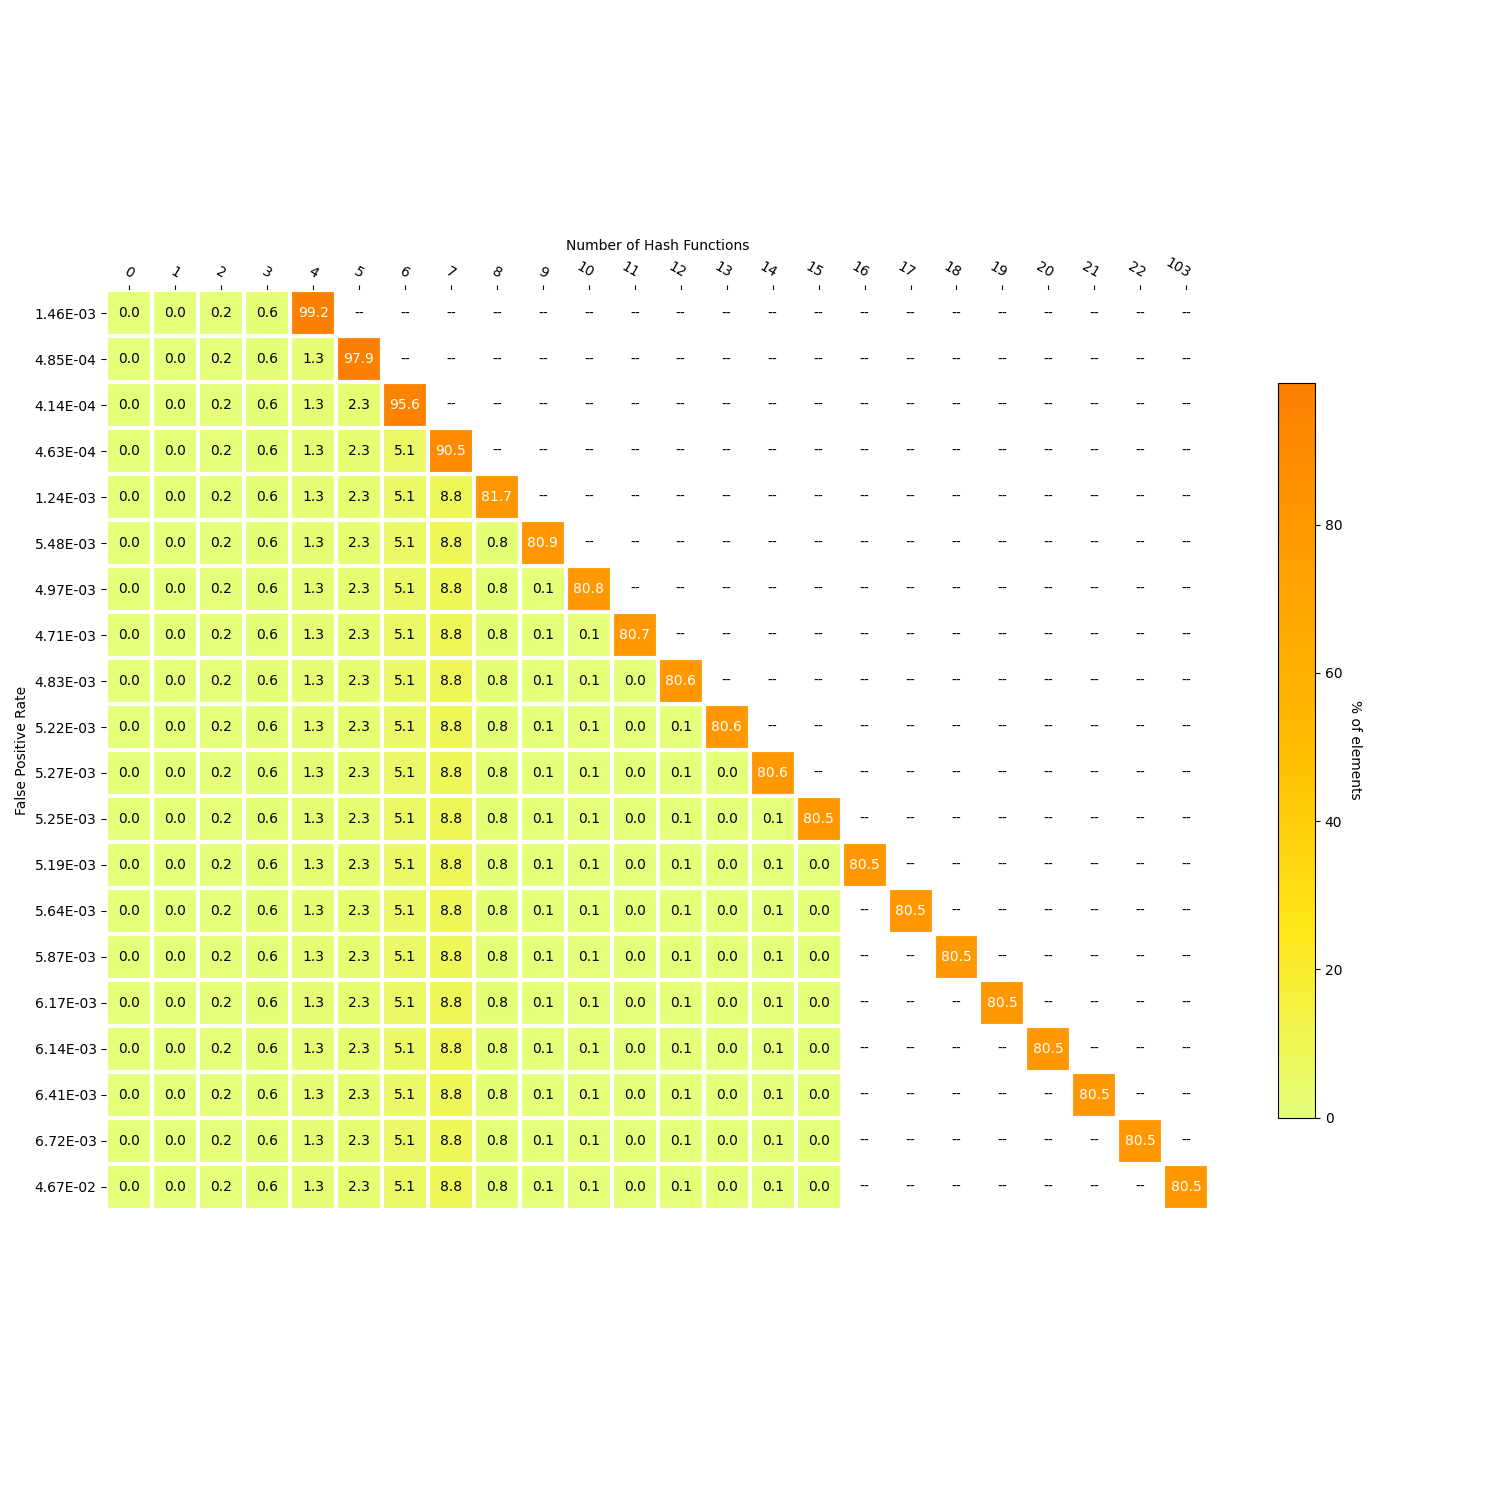 Number of Hash Functions
0 1 2 3 4 5 6 7 8 9 10 11 12 13 14 15 16 17 18 19 20 21 22 103
1.46E-03 0.0 0.0 0.2 0.6 99.2 -- -- -- -- -- -- -- -- -- -- -- -- -- -- -- -- -- -- --
4.85E-04 0.0 0.0 0.2 0.6 1.3 97.9 -- -- -- -- -- -- -- -- -- -- -- -- -- -- -- -- -- --
4.14E-04 0.0 0.0 0.2 0.6 1.3 2.3 95.6 -- -- -- -- -- -- -- -- -- -- -- -- -- -- -- -- --
4.63E-04 0.0 0.0 0.2 0.6 1.3 2.3 5.1 90.5 -- -- -- -- -- -- -- -- -- -- -- -- -- -- -- --
1.24E-03 0.0 0.0 0.2 0.6 1.3 2.3 5.1 8.8 81.7 -- -- -- -- -- -- -- -- -- -- -- -- -- -- --
5.48E-03 0.0 0.0 0.2 0.6 1.3 2.3 5.1 8.8 0.8 80.9 -- -- -- -- -- -- -- -- -- -- -- -- -- --
4.97E-03 0.0 0.0 0.2 0.6 1.3 2.3 5.1 8.8 0.8 0.1 80.8 -- -- -- -- -- -- -- -- -- -- -- -- --
4.71E-03 0.0 0.0 0.2 0.6 1.3 2.3 5.1 8.8 0.8 0.1 0.1 80.7 -- -- -- -- -- -- -- -- -- -- -- --
4.83E-03 0.0 0.0 0.2 0.6 1.3 2.3 5.1 8.8 0.8 0.1 0.1 0.0 80.6 -- -- -- -- -- -- -- -- -- -- --
5.22E-03 0.0 0.0 0.2 0.6 1.3 2.3 5.1 8.8 0.8 0.1 0.1 0.0 0.1 80.6 -- -- -- -- -- -- -- -- -- --
5.27E-03 0.0 0.0 0.2 0.6 1.3 2.3 5.1 8.8 0.8 0.1 0.1 0.0 0.1 0.0 80.6 -- -- -- -- -- -- -- -- --
5.25E-03 0.0 0.0 0.2 0.6 1.3 2.3 5.1 8.8 0.8 0.1 0.1 0.0 0.1 0.0 0.1 80.5 -- -- -- -- -- -- -- --
5.19E-03 0.0 0.0 0.2 0.6 1.3 2.3 5.1 8.8 0.8 0.1 0.1 0.0 0.1 0.0 0.1 0.0 80.5 -- -- -- -- -- -- --
5.64E-03 0.0 0.0 0.2 0.6 1.3 2.3 5.1 8.8 0.8 0.1 0.1 0.0 0.1 0.0 0.1 0.0 -- 80.5 -- -- -- -- -- --
5.87E-03 0.0 0.0 0.2 0.6 1.3 2.3 5.1 8.8 0.8 0.1 0.1 0.0 0.1 0.0 0.1 0.0 -- -- 80.5 -- -- -- -- --
6.17E-03 0.0 0.0 0.2 0.6 1.3 2.3 5.1 8.8 0.8 0.1 0.1 0.0 0.1 0.0 0.1 0.0 -- -- -- 80.5 -- -- -- --
6.14E-03 0.0 0.0 0.2 0.6 1.3 2.3 5.1 8.8 0.8 0.1 0.1 0.0 0.1 0.0 0.1 0.0 -- -- -- -- 80.5 -- -- --
6.41E-03 0.0 0.0 0.2 0.6 1.3 2.3 5.1 8.8 0.8 0.1 0.1 0.0 0.1 0.0 0.1 0.0 -- -- -- -- -- 80.5 -- --
6.72E-03 0.0 0.0 0.2 0.6 1.3 2.3 5.1 8.8 0.8 0.1 0.1 0.0 0.1 0.0 0.1 0.0 -- -- -- -- -- -- 80.5 --
4.67E-02 0.0 0.0 0.2 0.6 1.3 2.3 5.1 8.8 0.8 0.1 0.1 0.0 0.1 0.0 0.1 0.0 -- -- -- -- -- -- -- 80.5
False Positive Rate
80
60
40
20
0
% of elements